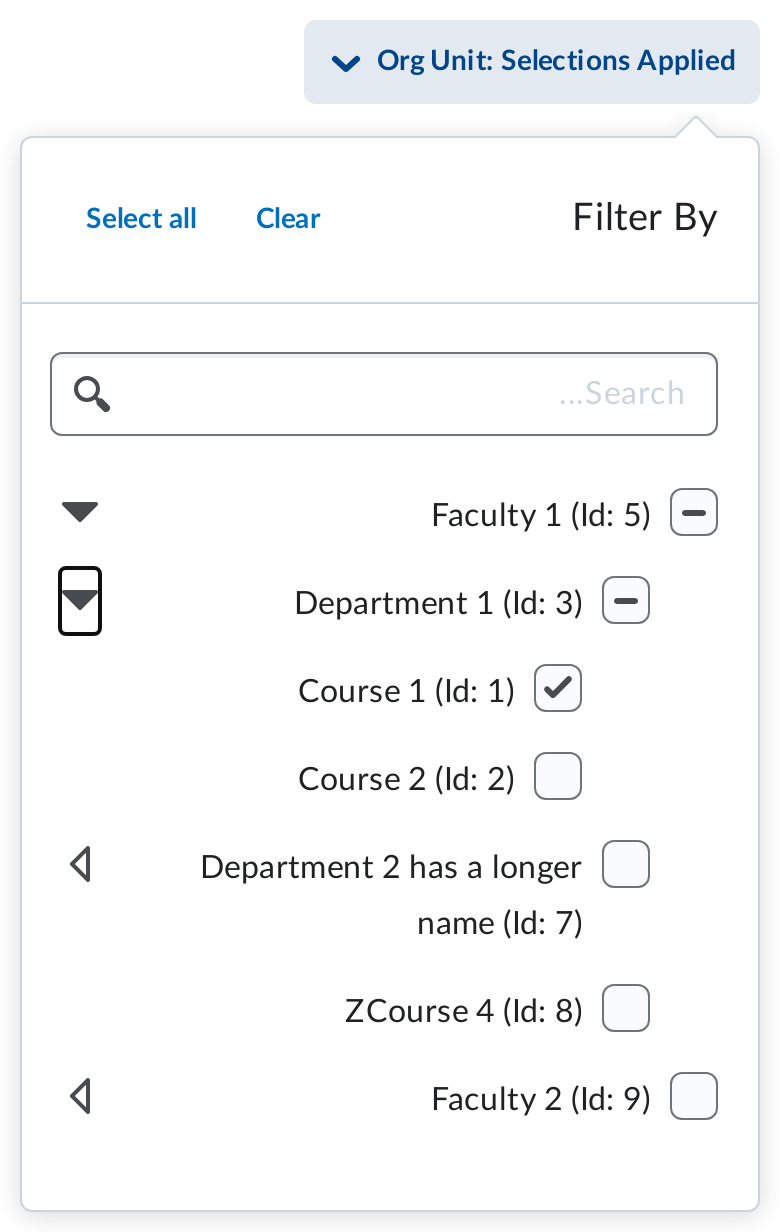 Org Unit: Selections Applied
Filter By
Clear
Select all
...Search
Faculty 1 (Id: 5)
Department 1 (Id: 3)
Course 1 (Id: 1)
Course 2 (Id: 2)
Department 2 has a longer
name (Id: 7)
ZCourse 4 (Id: 8)
Faculty 2 (Id: 9)